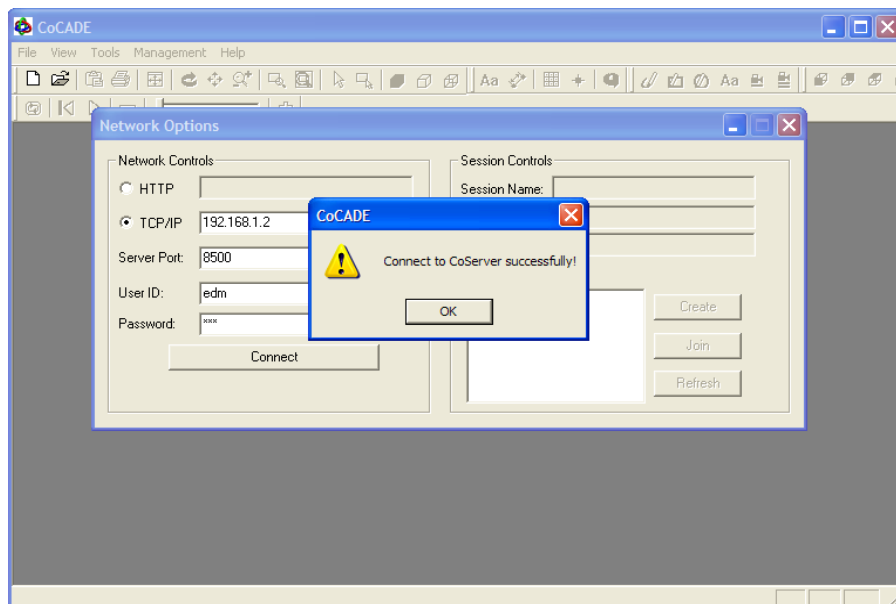 CoCADE
File View Tools Management Help
Aa Aa
Network Options
Network Controls
HTTP
TCP/IP 192.168.1.2
Server Port: 8500
User ID: edm
Password: ***
Connect
Session Controls
Session Name:
Create
Join
Refresh
CoCADE
Connect to CoServer successfully!
OK